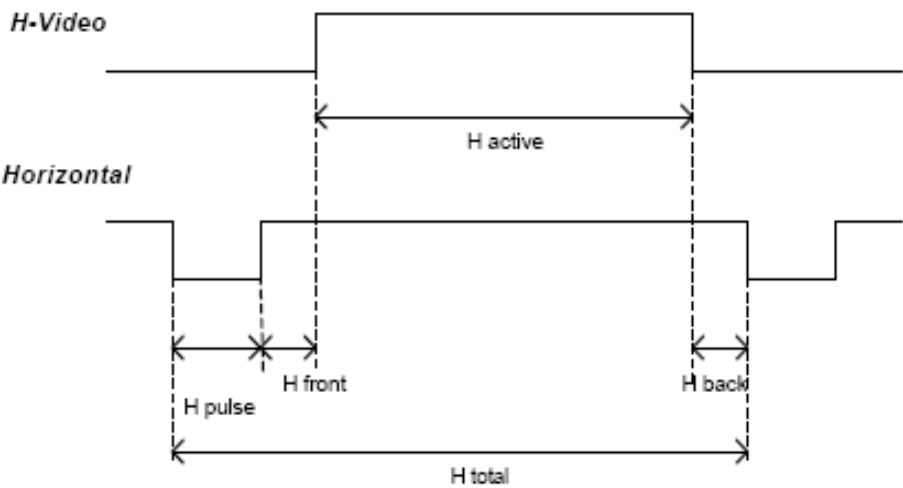 H-Video
H active
Horizontal
H front
H back
H pulse
H total